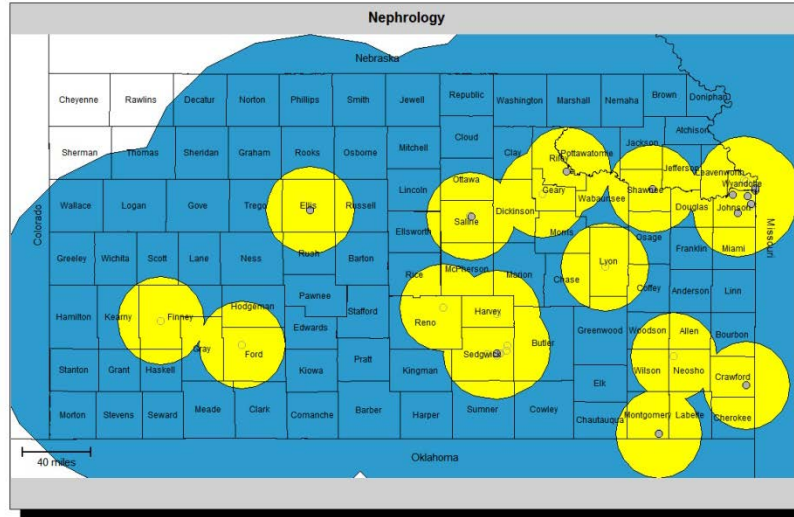 Nephrology
Nebraska
Cheyenne Rawlins Decatur Norton Phillips Smith Jewell Republic Washington Marshall Nemaha Brown Doniphan
Sherman Thomas Sheridan Graham Rooks Osborne Mitchell Cloud Clay Riley Pottawatomie Jackson Atchison
Jefferson Leavenworth
Wyandotte
Wallace Logan Gove Trego Ellis Russell Lincoln Ottawa Saline Dickinson Geary Wabaunsee Shawnee Douglas Johnson
Colorado
Missouri
Ellsworth Morris Osage Franklin Miami
Greeley Wichita Scott Lane Ness Rush Barton Rice McPherson Marion Chase Lyon Coffey Anderson Linn
Hamilton Kearny Finney Hodgeman Pawnee Stafford Reno Harvey
Edwards
Gray Ford Sedgwick Butler Greenwood Woodson Allen Bourbon
Stanton Grant Haskell Kiowa Pratt Kingman Elk Wilson Neosho Crawford
Morton Stevens Seward Meade Clark Comanche Barber Harper Sumner Cowley Chautauqua Montgomery Labette Cherokee
40 miles
Oklahoma